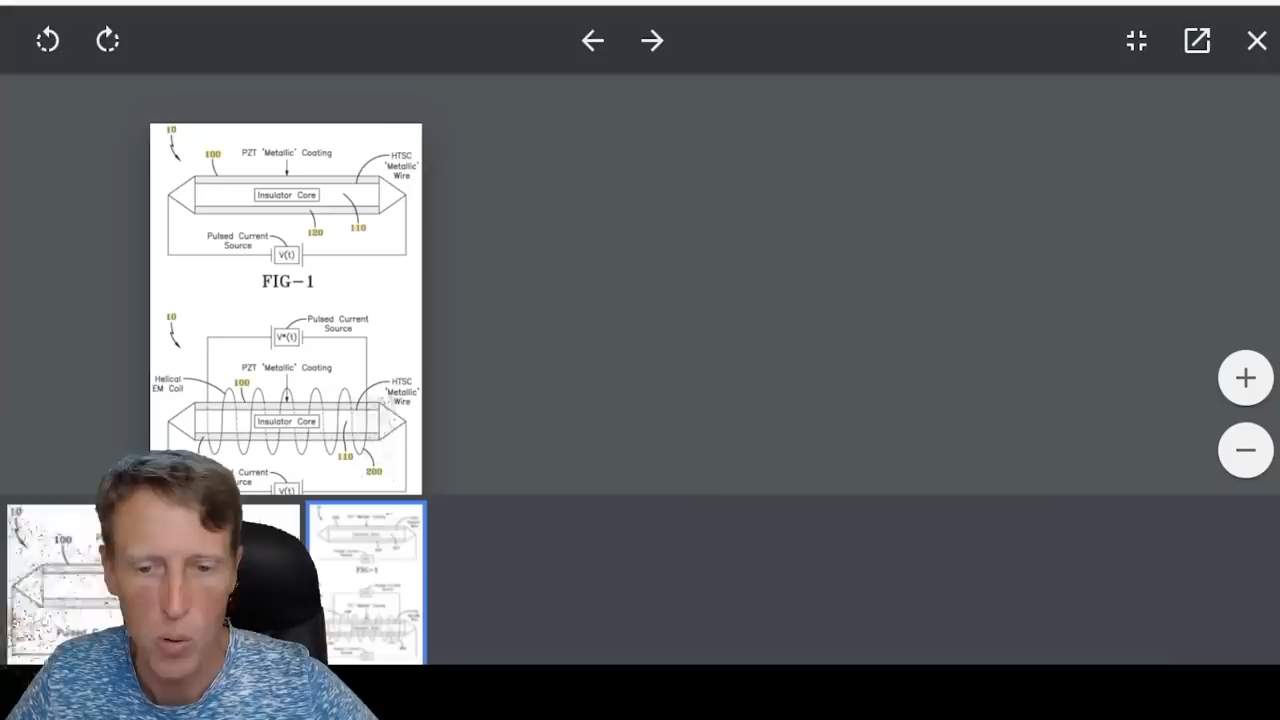 10
100
PZT "Metallic" Coating
HTSC
"Metallic"
Wire
Insulator Core
120
110
Pulsed Current
Source
V(t)
FIG-1
10
Pulsed Current
Source
V*(t)
PZT "Metallic" Coating
Helical
EM Coil
100
HTSC
"Metallic"
Wire
Insulator Core
110
200
Current
V(t)
10
100
FIG-1